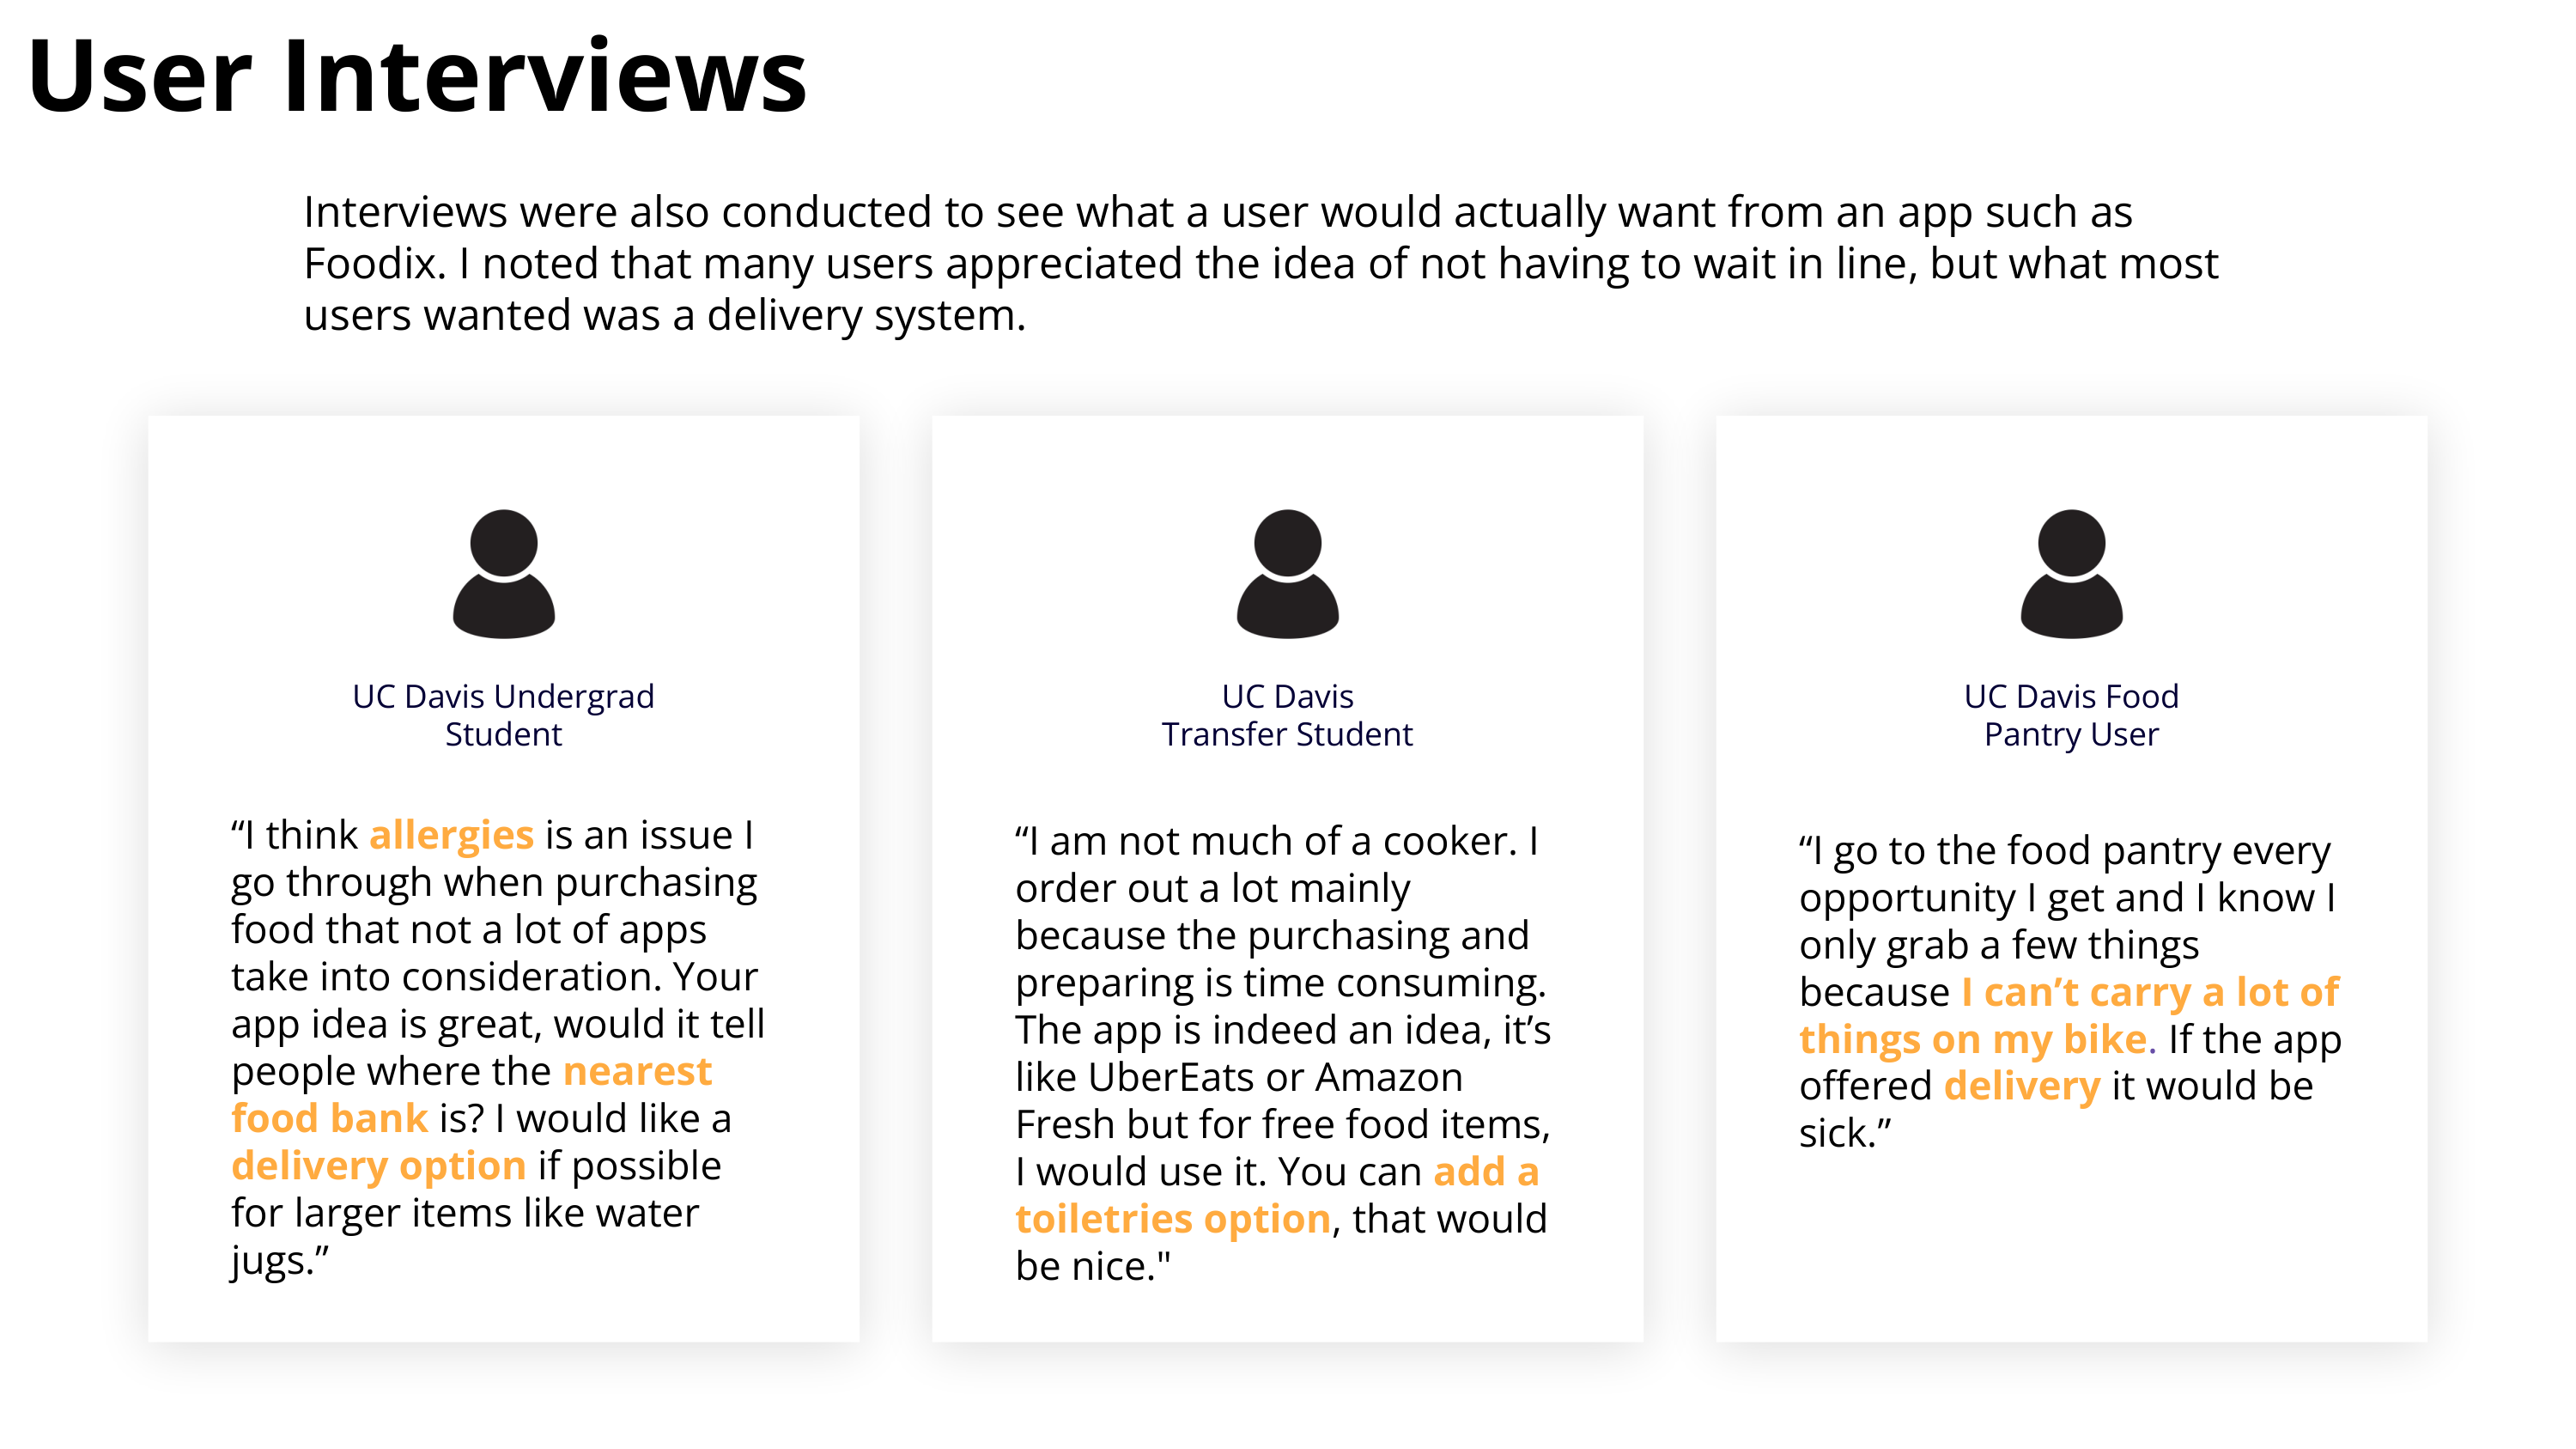 User Interviews
Interviews were also conducted to see what a user would actually want from an app such as
Foodix. I noted that many users appreciated the idea of not having to wait in line, but what most
users wanted was a delivery system.
UC Davis Undergrad
Student
“I think allergies is an issue I
go through when purchasing
food that not a lot of apps
take into consideration. Your
app idea is great, would it tell
people where the nearest
food bank is? I would like a
delivery option if possible
for larger items like water
jugs.”
UC Davis
Transfer Student
“I am not much of a cooker. I
order out a lot mainly
because the purchasing and
preparing is time consuming.
The app is indeed an idea, it’s
like UberEats or Amazon
Fresh but for free food items,
I would use it. You can add a
toiletries option, that would
be nice."
UC Davis Food
Pantry User
“I go to the food pantry every
opportunity I get and I know I
only grab a few things
because I can’t carry a lot of
things on my bike. If the app
offered delivery it would be
sick.”